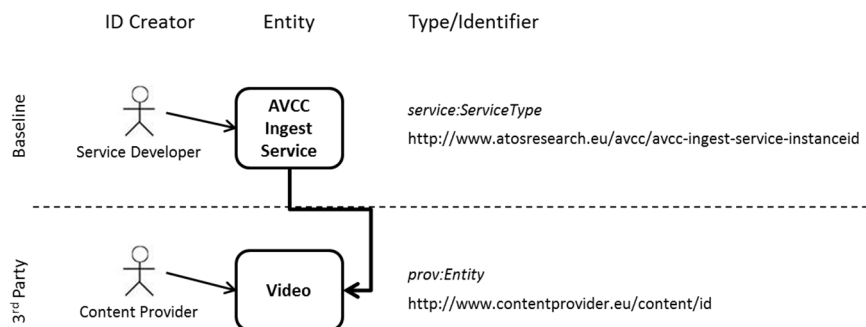 ID Creator Entity Type/Identifier
Baseline
AVCC
Ingest
Service
service:ServiceType
http://www.atosresearch.eu/avcc/avcc-ingest-service-instanceid
Service Developer
3rd Party
Video
prov:Entity
http://www.contentprovider.eu/content/id
Content Provider